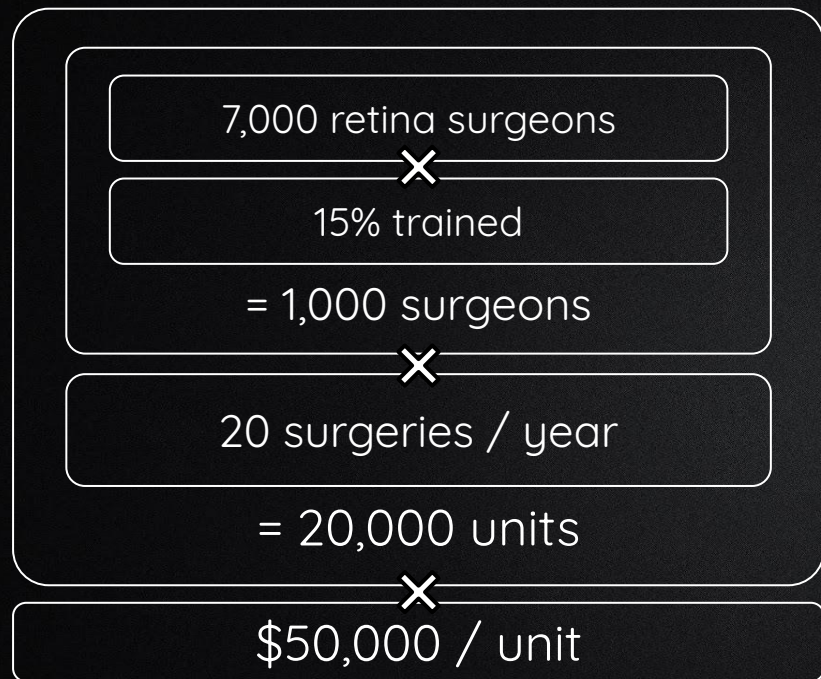 7,000 retina surgeons
×
15% trained
= 1,000 surgeons
×
20 surgeries / year
= 20,000 units
×
$50,000 / unit